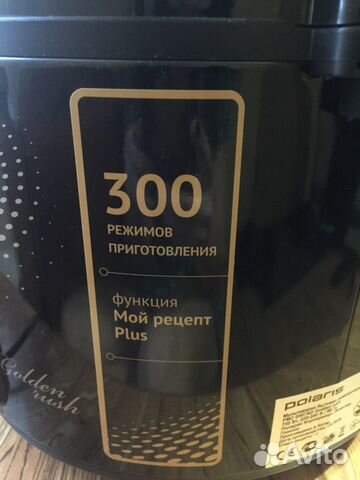 300
РЕЖИМОВ
ПРИГОТОВЛЕНИЯ
функция
Мой рецепт
Plus
Golden
rush
POLARIS
Avito